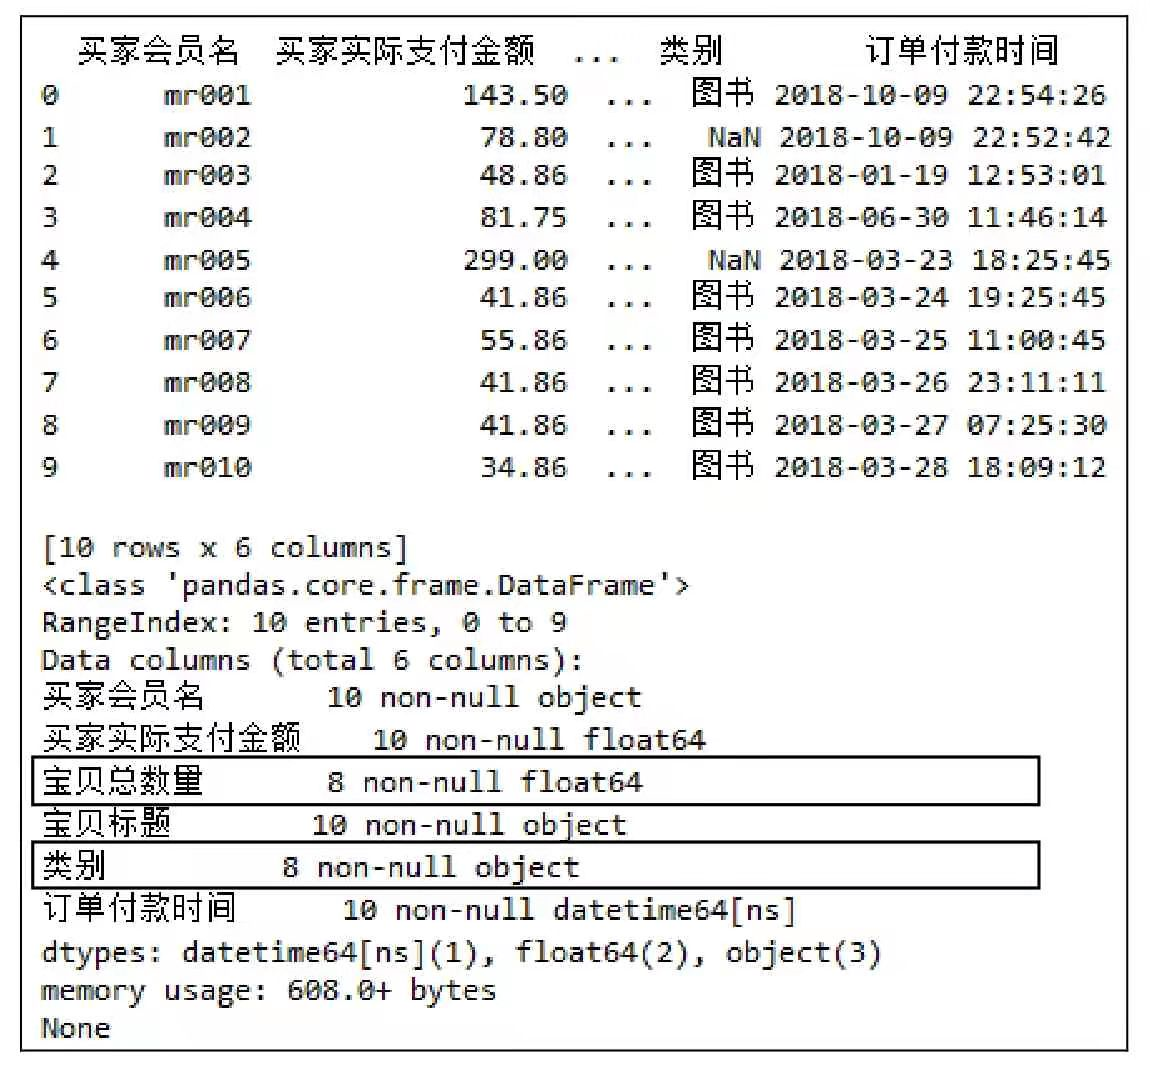 买家会员名 买家实际支付金额 ... 类别 订单付款时间
0 mr001 143.50 ... 图书 2018-10-09 22:54:26
1 mr002 78.80 ... NaN 2018-10-09 22:52:42
2 mr003 48.86 ... 图书 2018-01-19 12:53:01
3 mr004 81.75 ... 图书 2018-06-30 11:46:14
4 mr005 299.00 ... NaN 2018-03-23 18:25:45
5 mr006 41.86 ... 图书 2018-03-24 19:25:45
6 mr007 55.86 ... 图书 2018-03-25 11:00:45
7 mr008 41.86 ... 图书 2018-03-26 23:11:11
8 mr009 41.86 ... 图书 2018-03-27 07:25:30
9 mr010 34.86 ... 图书 2018-03-28 18:09:12
[10 rows x 6 columns]
<class 'pandas.core.frame.DataFrame'>
RangeIndex: 10 entries, 0 to 9
Data columns (total 6 columns):
买家会员名 10 non-null object
买家实际支付金额 10 non-null float64
宝贝总数量 8 non-null float64
宝贝标题 10 non-null object
类别 8 non-null object
订单付款时间 10 non-null datetime64[ns]
dtypes: datetime64[ns](1), float64(2), object(3)
memory usage: 608.0+ bytes
None